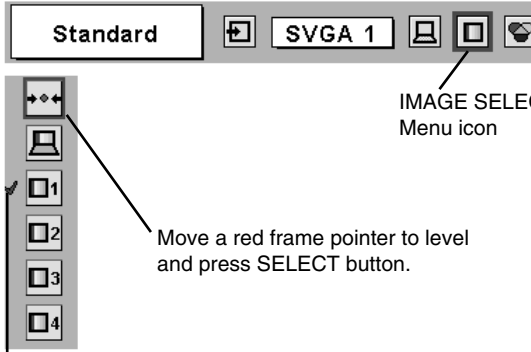 Standard
SVGA 1
IMAGE SELEC
Menu icon
1
Move a red frame pointer to level
2
and press SELECT button.
3
4